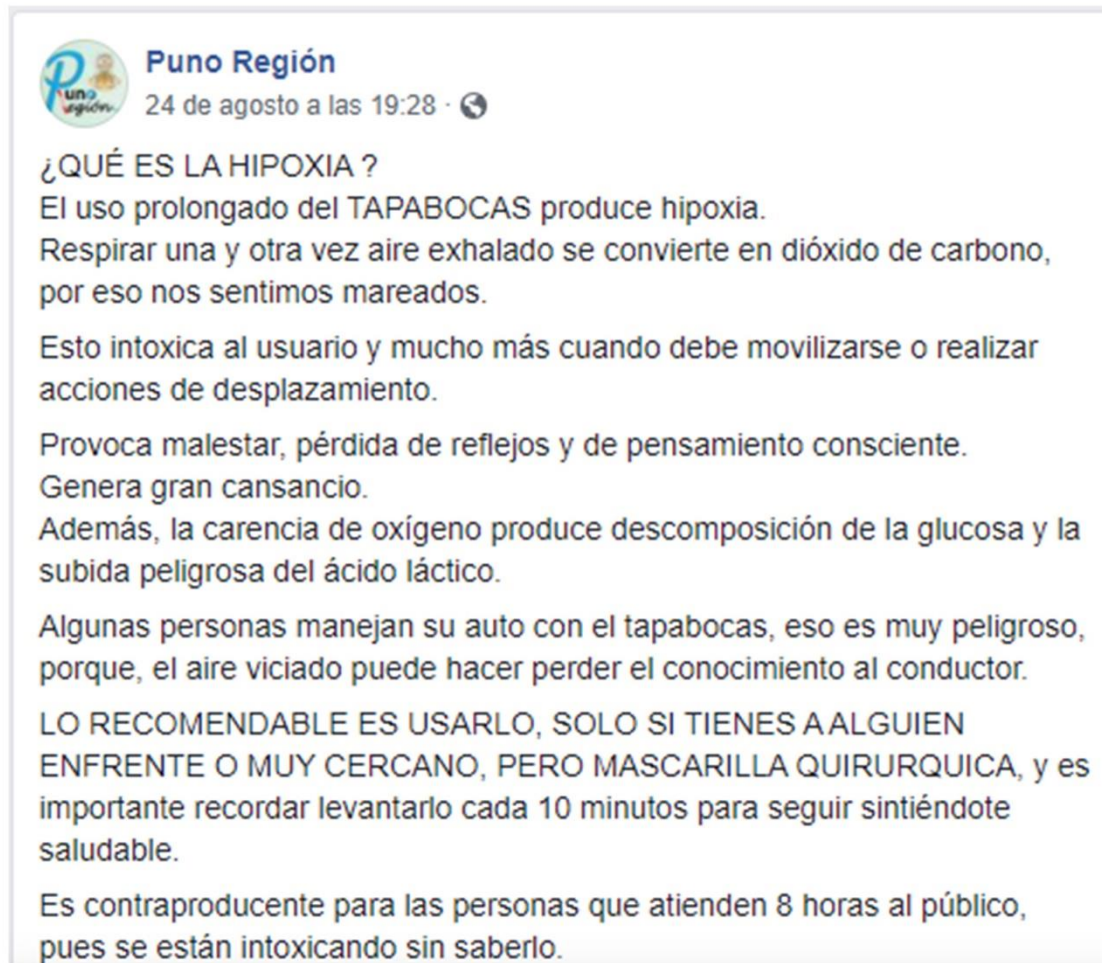 Puno Región
Puno
Región
24 de agosto a las 19:28 ·
¿QUÉ ES LA HIPOXIA ?
El uso prolongado del TAPABOCAS produce hipoxia.
Respirar una y otra vez aire exhalado se convierte en dióxido de carbono,
por eso nos sentimos mareados.
Esto intoxica al usuario y mucho más cuando debe movilizarse o realizar
acciones de desplazamiento.
Provoca malestar, pérdida de reflejos y de pensamiento consciente.
Genera gran cansancio.
Además, la carencia de oxígeno produce descomposición de la glucosa y la
subida peligrosa del ácido láctico.
Algunas personas manejan su auto con el tapabocas, eso es muy peligroso,
porque, el aire viciado puede hacer perder el conocimiento al conductor.
LO RECOMENDABLE ES USARLO, SOLO SI TIENES A ALGUIEN
ENFRENTE O MUY CERCANO, PERO MASCARILLA QUIRURQUICA, y es
importante recordar levantarlo cada 10 minutos para seguir sintiéndote
saludable.
Es contraproducente para las personas que atienden 8 horas al público,
pues se están intoxicando sin saberlo.